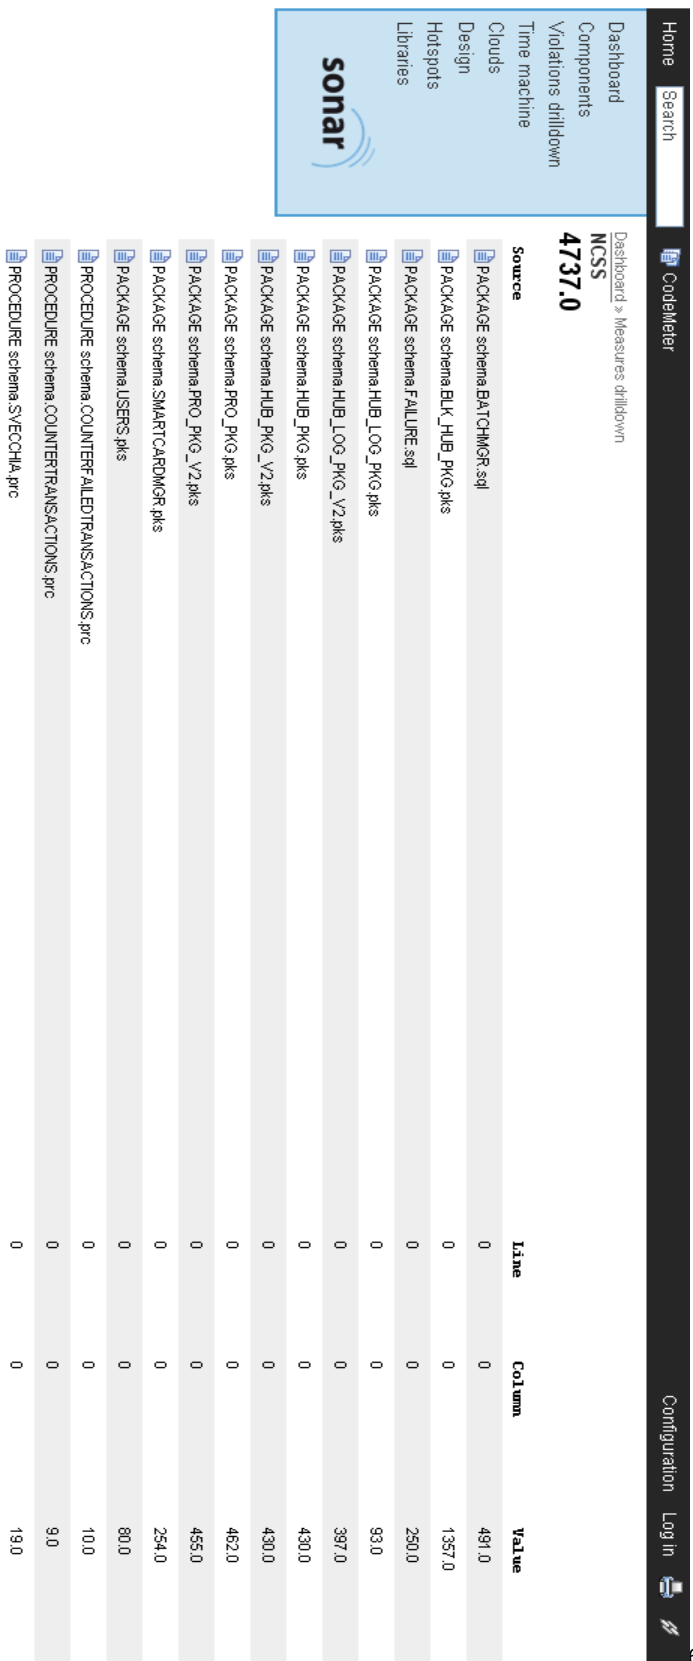 Home Search CodeMeter Configuration Log in
Dashboard
Components
Violations drilldown
Time machine
Clouds
Design
Hotspots
Libraries
sonar
Dashboard » Measures drilldown
NCSS
4737.0
Source Line Column Value
PACKAGE schema.BATCHMGR.sql 0 0 491.0
PACKAGE schema.BLK_HUB_PKG.pks 0 0 1357.0
PACKAGE schema.FAILURE.sql 0 0 250.0
PACKAGE schema.HUB_LOG_PKG.pks 0 0 93.0
PACKAGE schema.HUB_LOG_PKG_V2.pks 0 0 397.0
PACKAGE schema.HUB_PKG.pks 0 0 430.0
PACKAGE schema.HUB_PKG_V2.pks 0 0 430.0
PACKAGE schema.PRO_PKG.pks 0 0 462.0
PACKAGE schema.PRO_PKG_V2.pks 0 0 455.0
PACKAGE schema.SMARTCARDMGR.pks 0 0 254.0
PACKAGE schema.USERS.pks 0 0 80.0
PROCEDURE schema.COUNTERFAILEDTRANSACTIONS.prc 0 0 10.0
PROCEDURE schema.COUNTERTRANSACTIONS.prc 0 0 9.0
PROCEDURE schema.SVECCHIA.prc 0 0 19.0